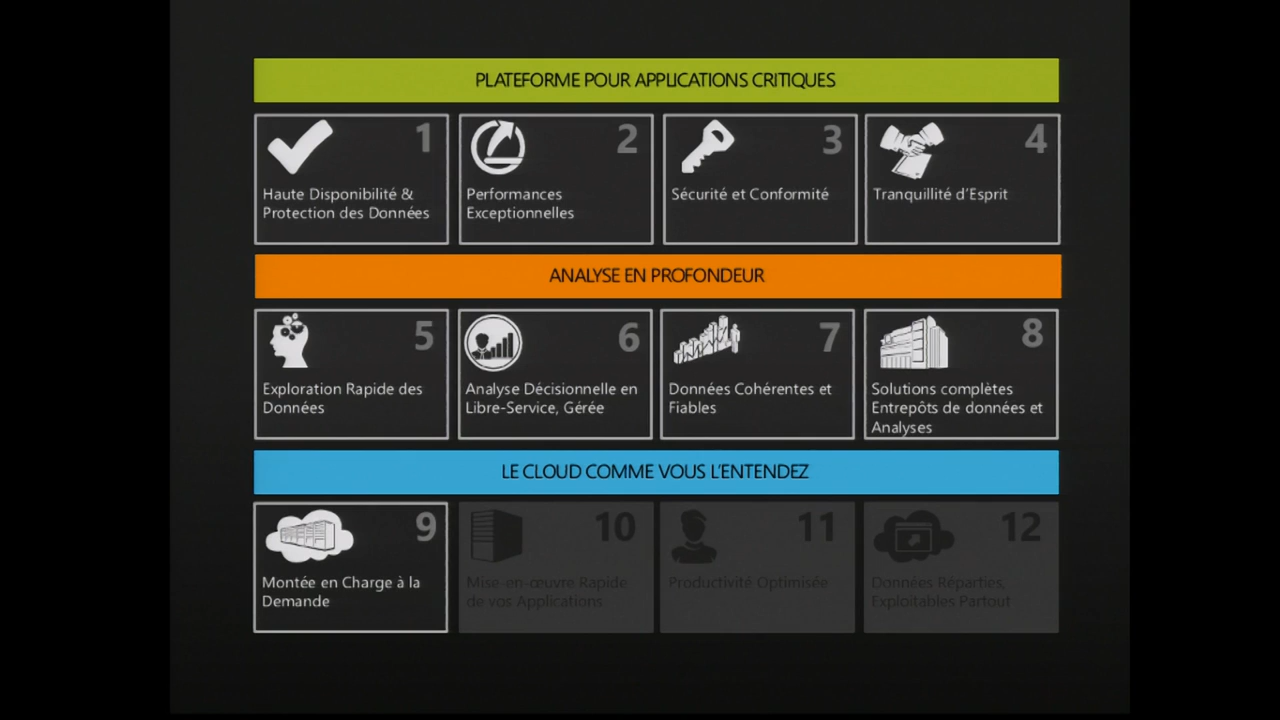 PLATEFORME POUR APPLICATIONS CRITIQUES
1
Haute Disponibilité &
Protection des Données
2
Performances
Exceptionnelles
3
Sécurité et Conformité
4
Tranquillité d'Esprit
ANALYSE EN PROFONDEUR
5
Exploration Rapide des
Données
6
Analyse Décisionnelle en
Libre-Service, Gérée
7
Données Cohérentes et
Fiables
8
Solutions complètes
Entrepôts de données et
Analyses
LE CLOUD COMME VOUS L'ENTENDEZ
9
Montée en Charge à la
Demande
10
Mise-en-œuvre Rapide
de vos Applications
11
Productivité Optimisée
12
Données Réparties,
Exploitables Partout